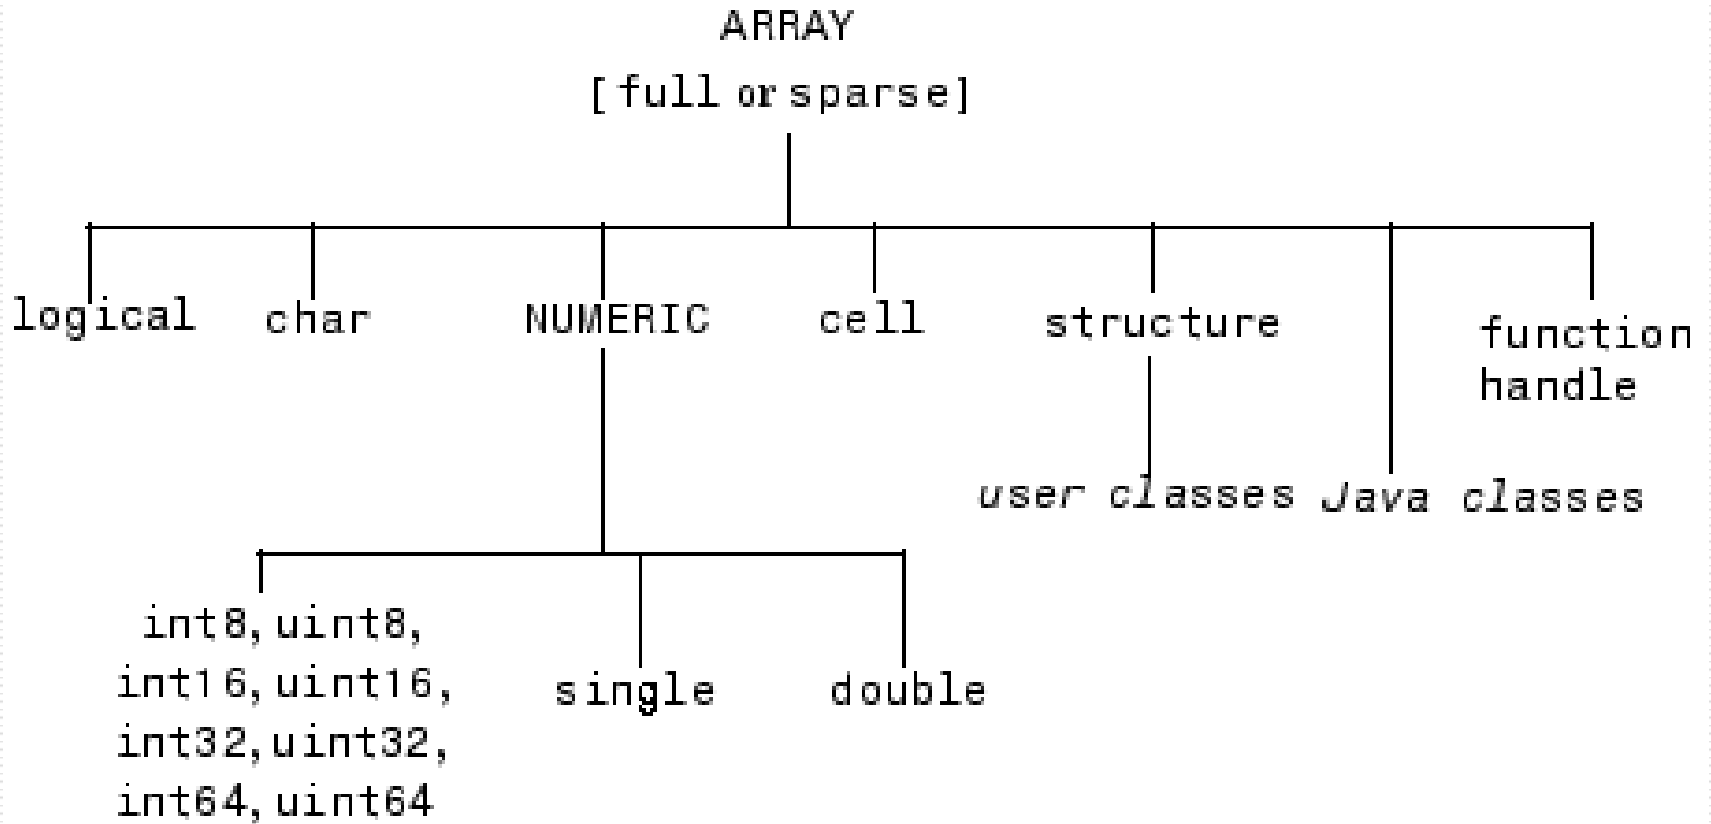 ARRAY
[full or sparse]
logical char NUMERIC cell structure function
handle
user classes Java classes
int8, uint8,
int16, uint16,
single double
int32, uint32,
int64, uint64